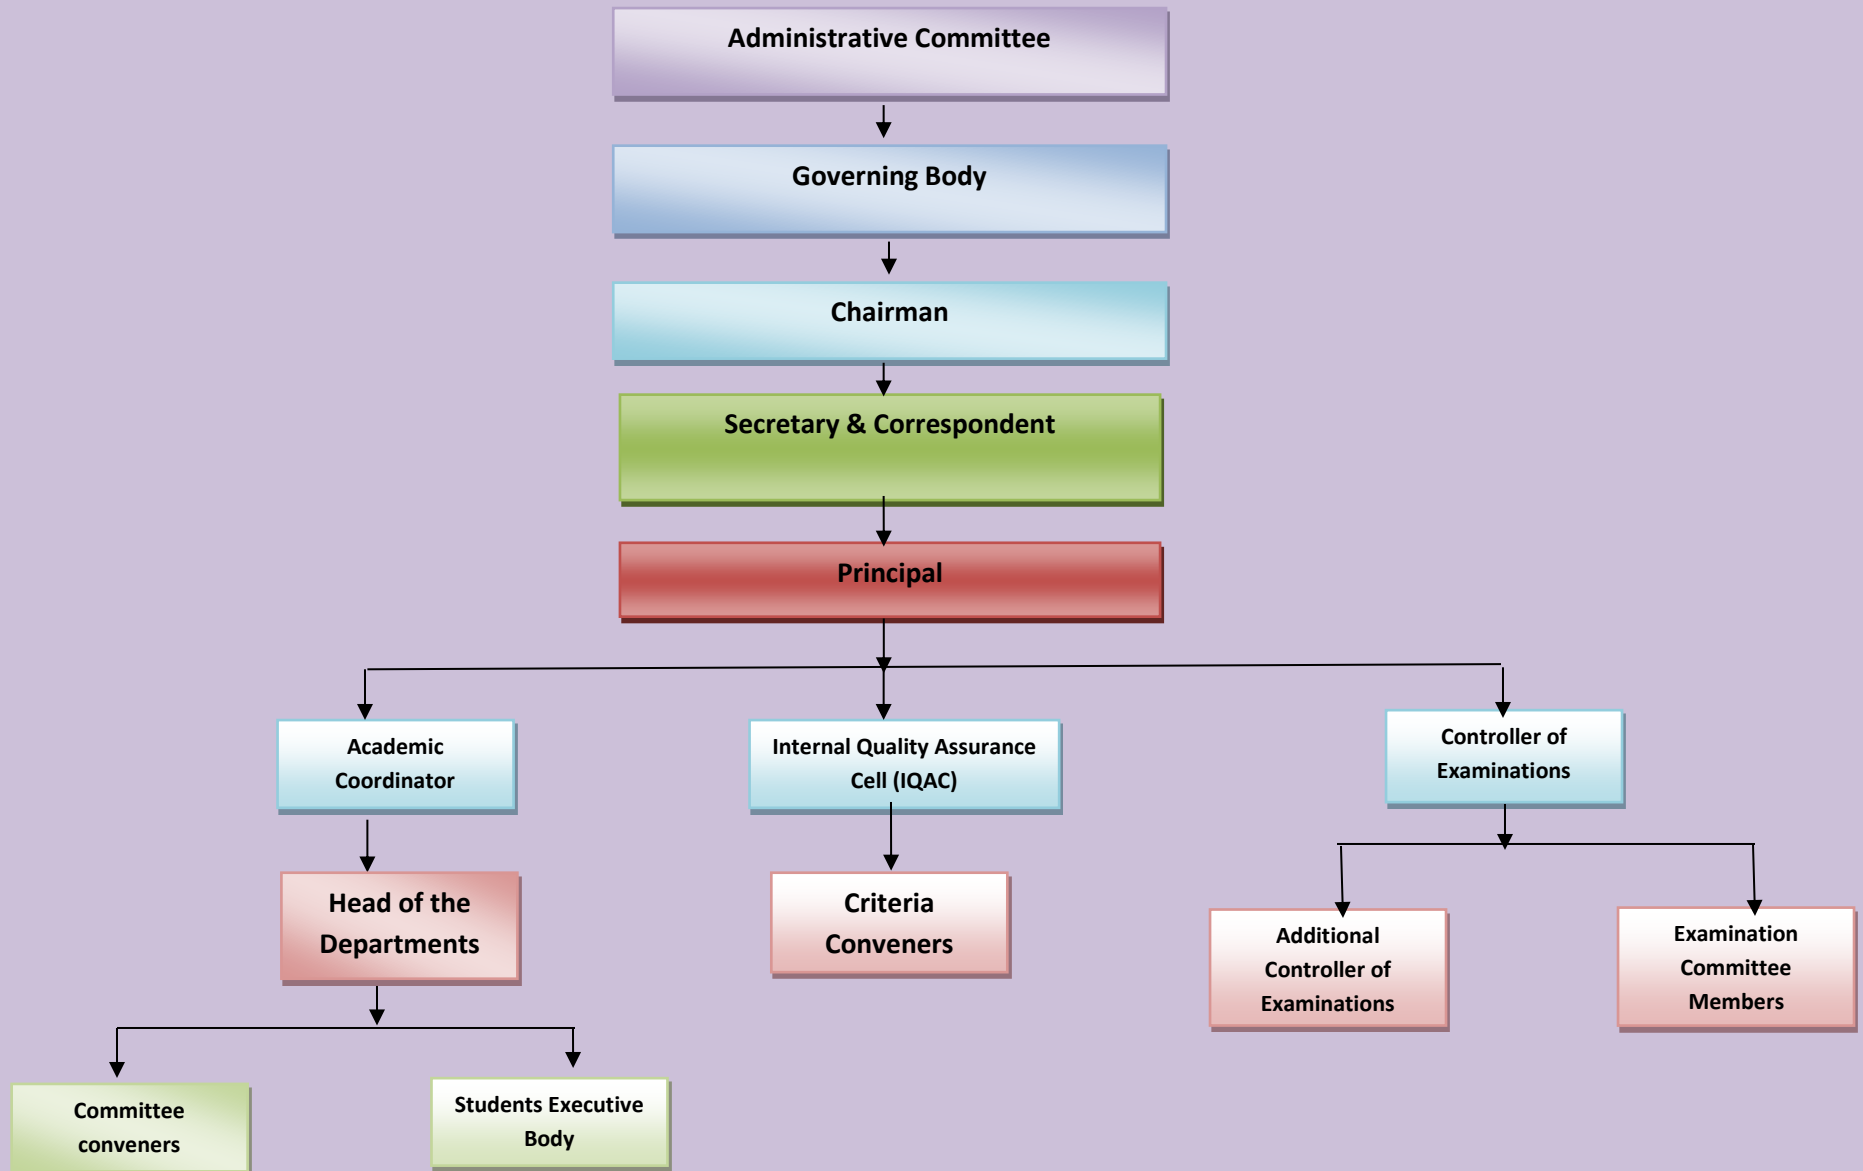 Administrative Committee
Governing Body
Chairman
Secretary & Correspondent
Principal
Academic
Coordinator
Internal Quality Assurance
Cell (IQAC)
Controller of
Examinations
Head of the
Departments
Criteria
Conveners
Additional
Controller of
Examinations
Examination
Committee
Members
Committee
conveners
Students Executive
Body